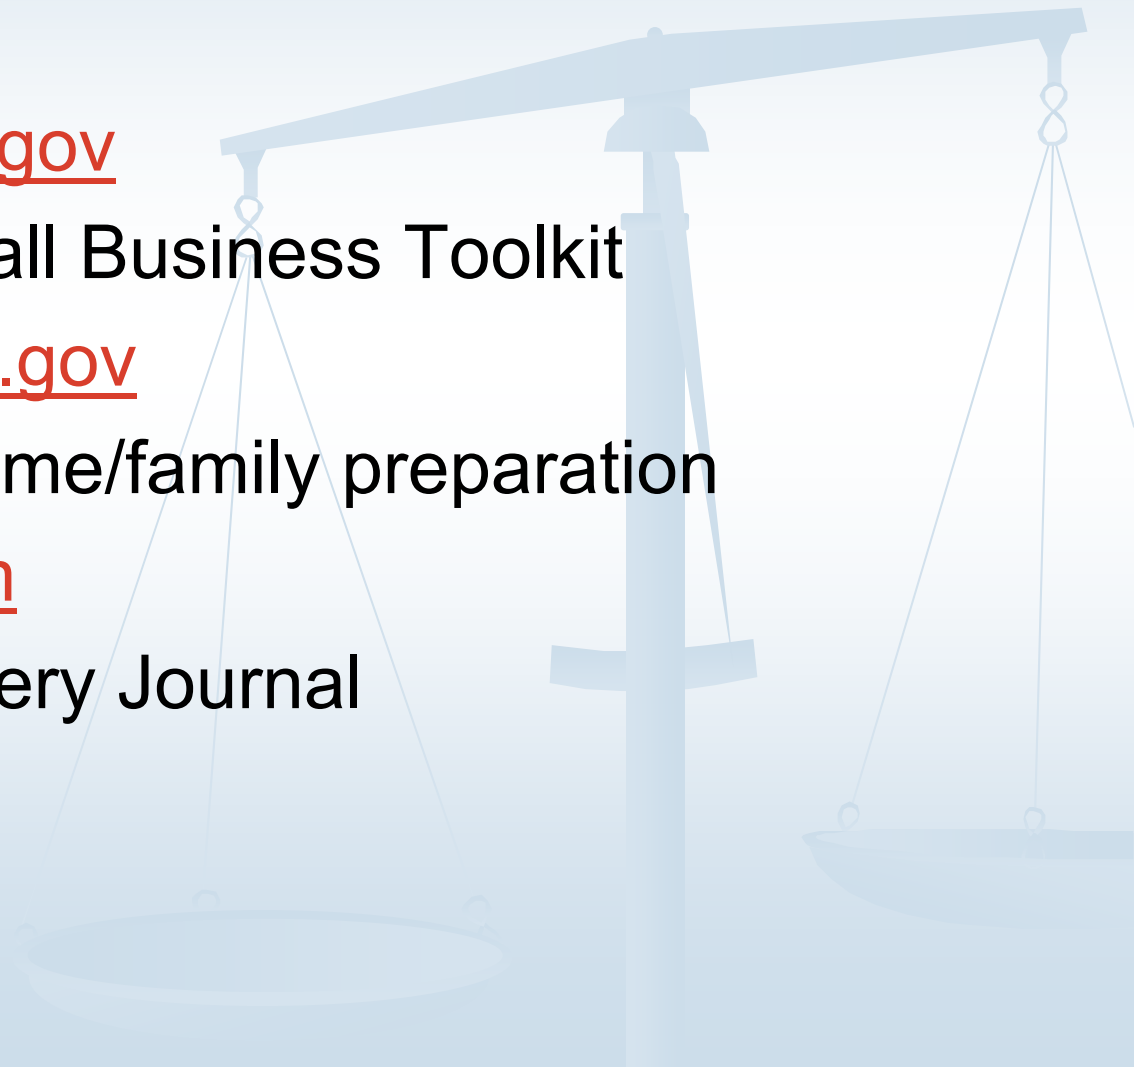 .gov
all Business Toolkit
.gov
me/family preparation
ery Journal